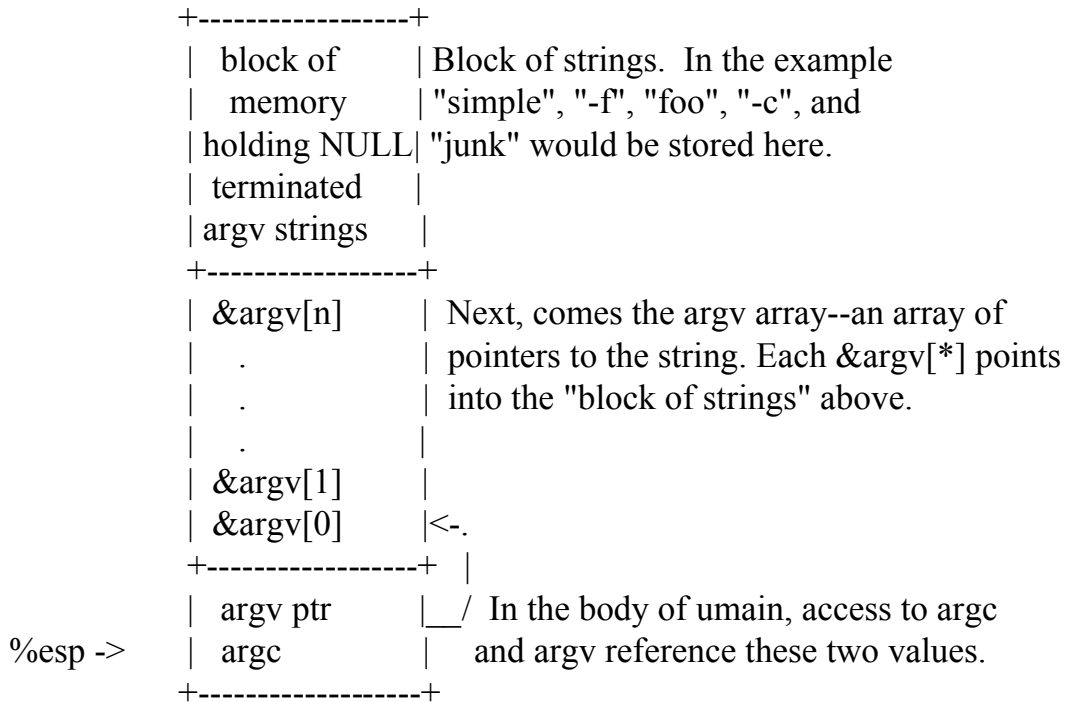 +------------------+
| block of | Block of strings. In the example
| memory | "simple", "-f", "foo", "-c", and
| holding NULL| "junk" would be stored here.
| terminated |
| argv strings |
+------------------+
| &argv[n] | Next, comes the argv array--an array of
| . | pointers to the string. Each &argv[*] points
| . | into the "block of strings" above.
| . |
| &argv[1] |
| &argv[0] |<-.
+------------------+ |
| argv ptr |__/ In the body of umain, access to argc
%esp -> | argc | and argv reference these two values.
+-------------------+